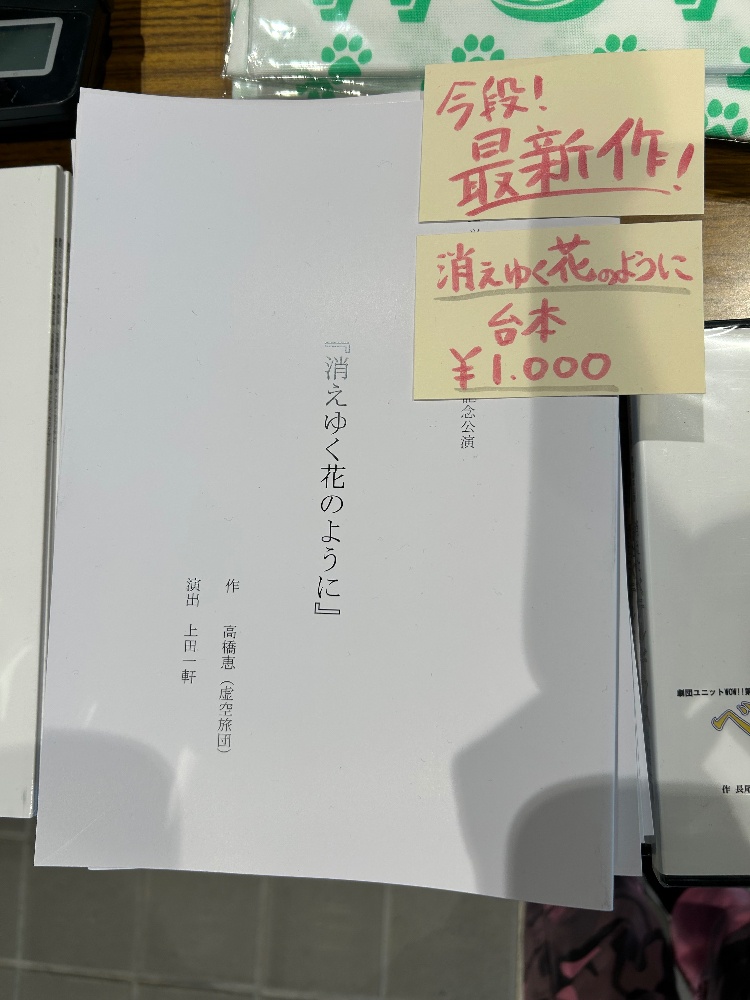 今段!
最新作!
消えゆく花のように
台本
¥1.000
念公演
『消えゆく花のように』
作 高橋恵(虚空旅団)
演出 上田一軒
劇団ユニットWOW!!
作 長